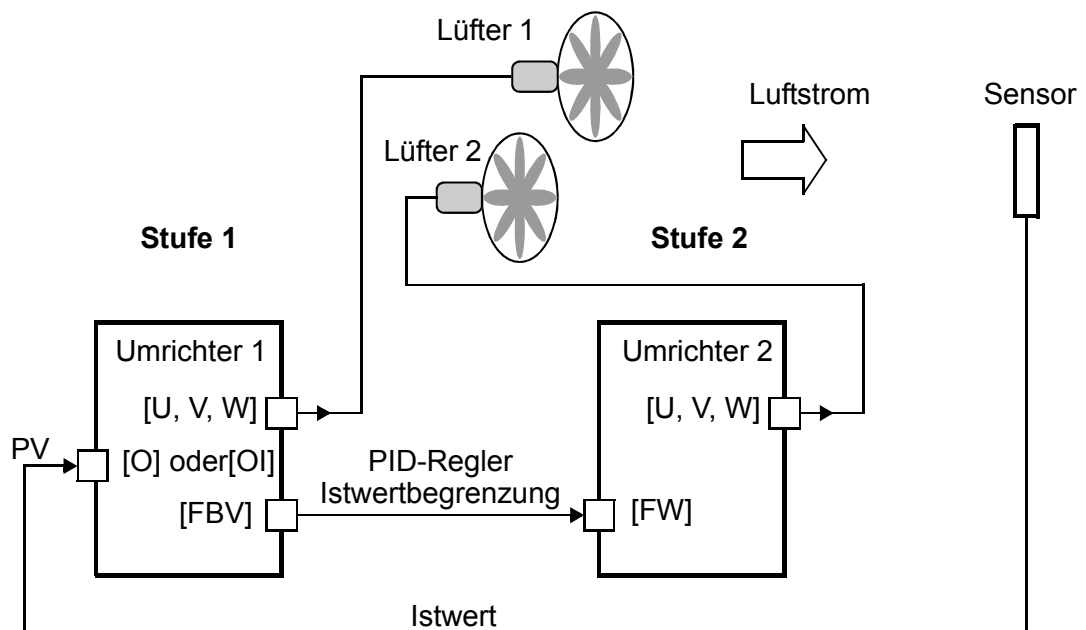 Lüfter 1
Luftstrom
Sensor
Lüfter 2
Stufe 1
Stufe 2
Umrichter 1
Umrichter 2
[U, V, W]
[U, V, W]
PV
[O] oder[OI]
PID-Regler
Istwertbegrenzung
[FBV]
[FW]
Istwert